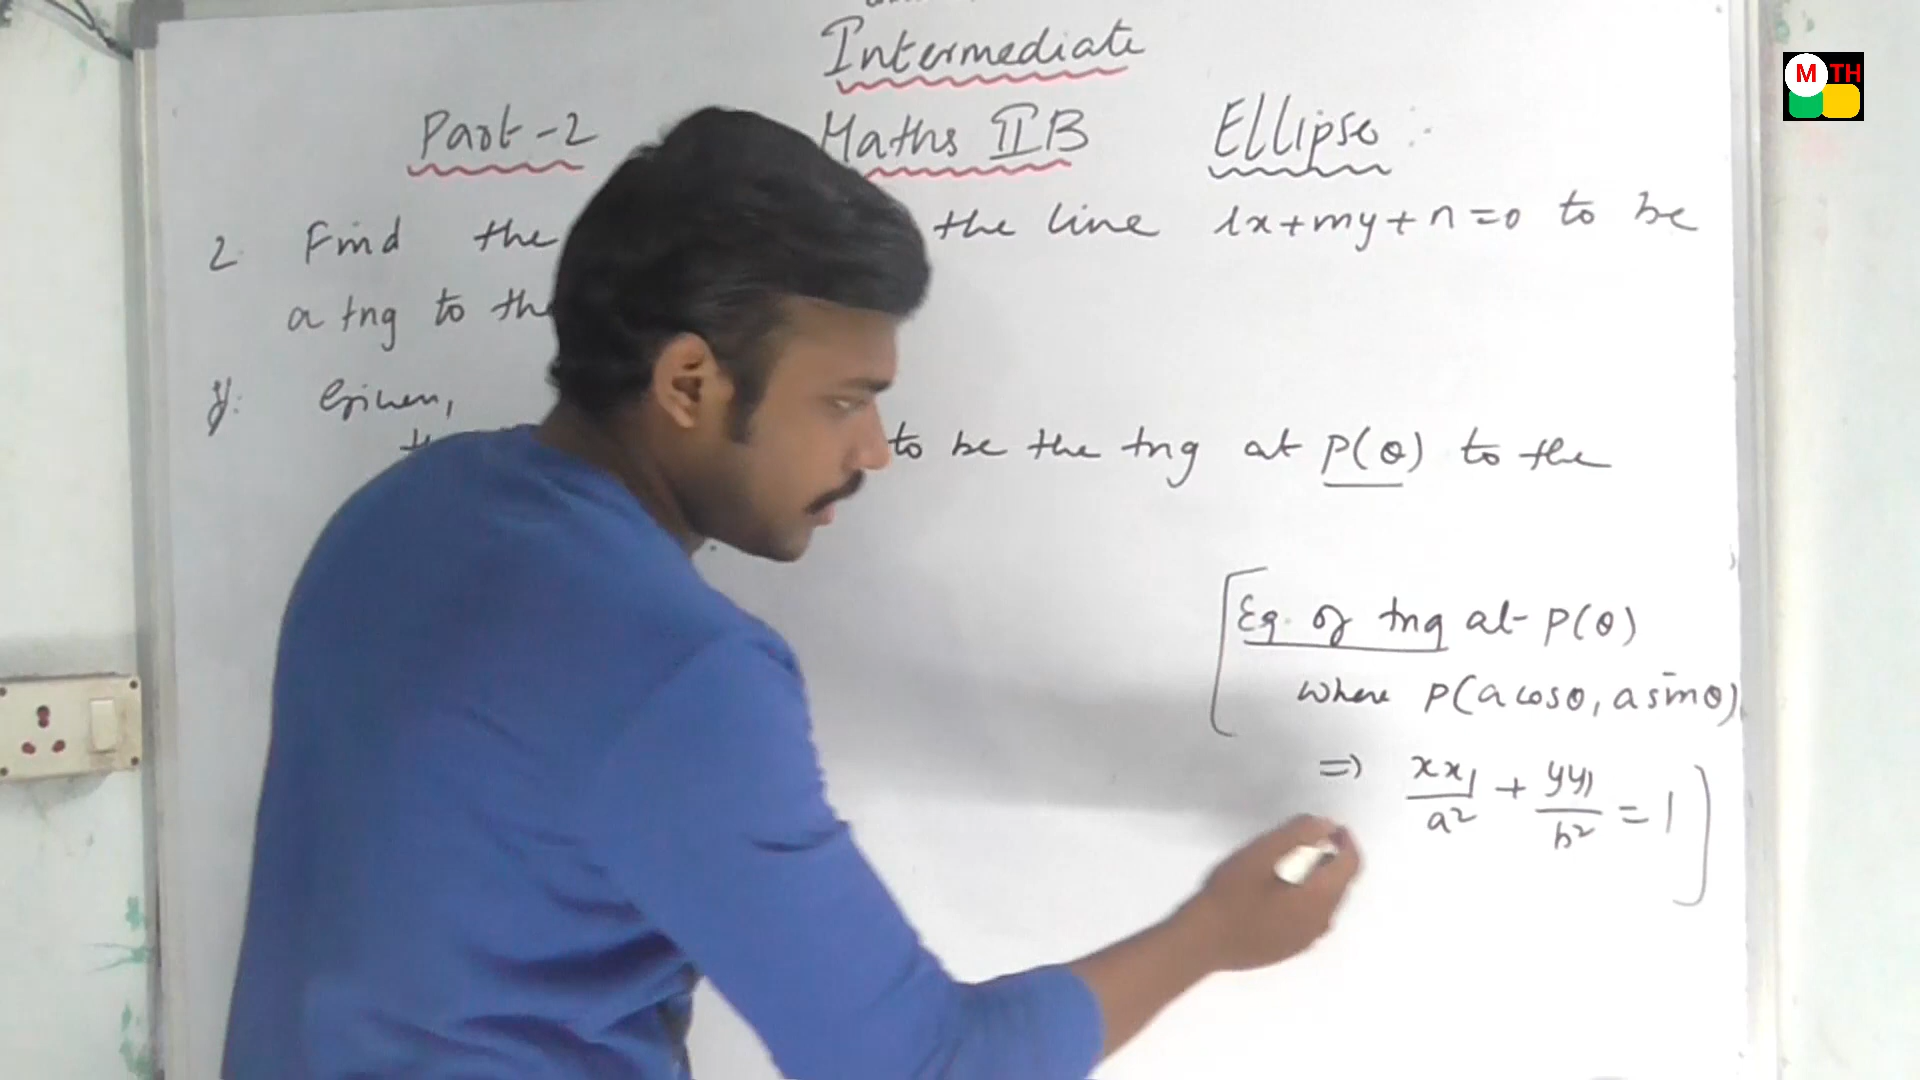 Intermediate
Part-2 Maths IIB Ellipse :
2. Find the the line lx+my+n=0 to be
a tng to the
Given,
to be the tng at P(θ) to the
[Eq. of tng at P(θ)
where P(a cosθ, a sinθ)
=> xx1/a² + yy1/b² = 1]
M TH